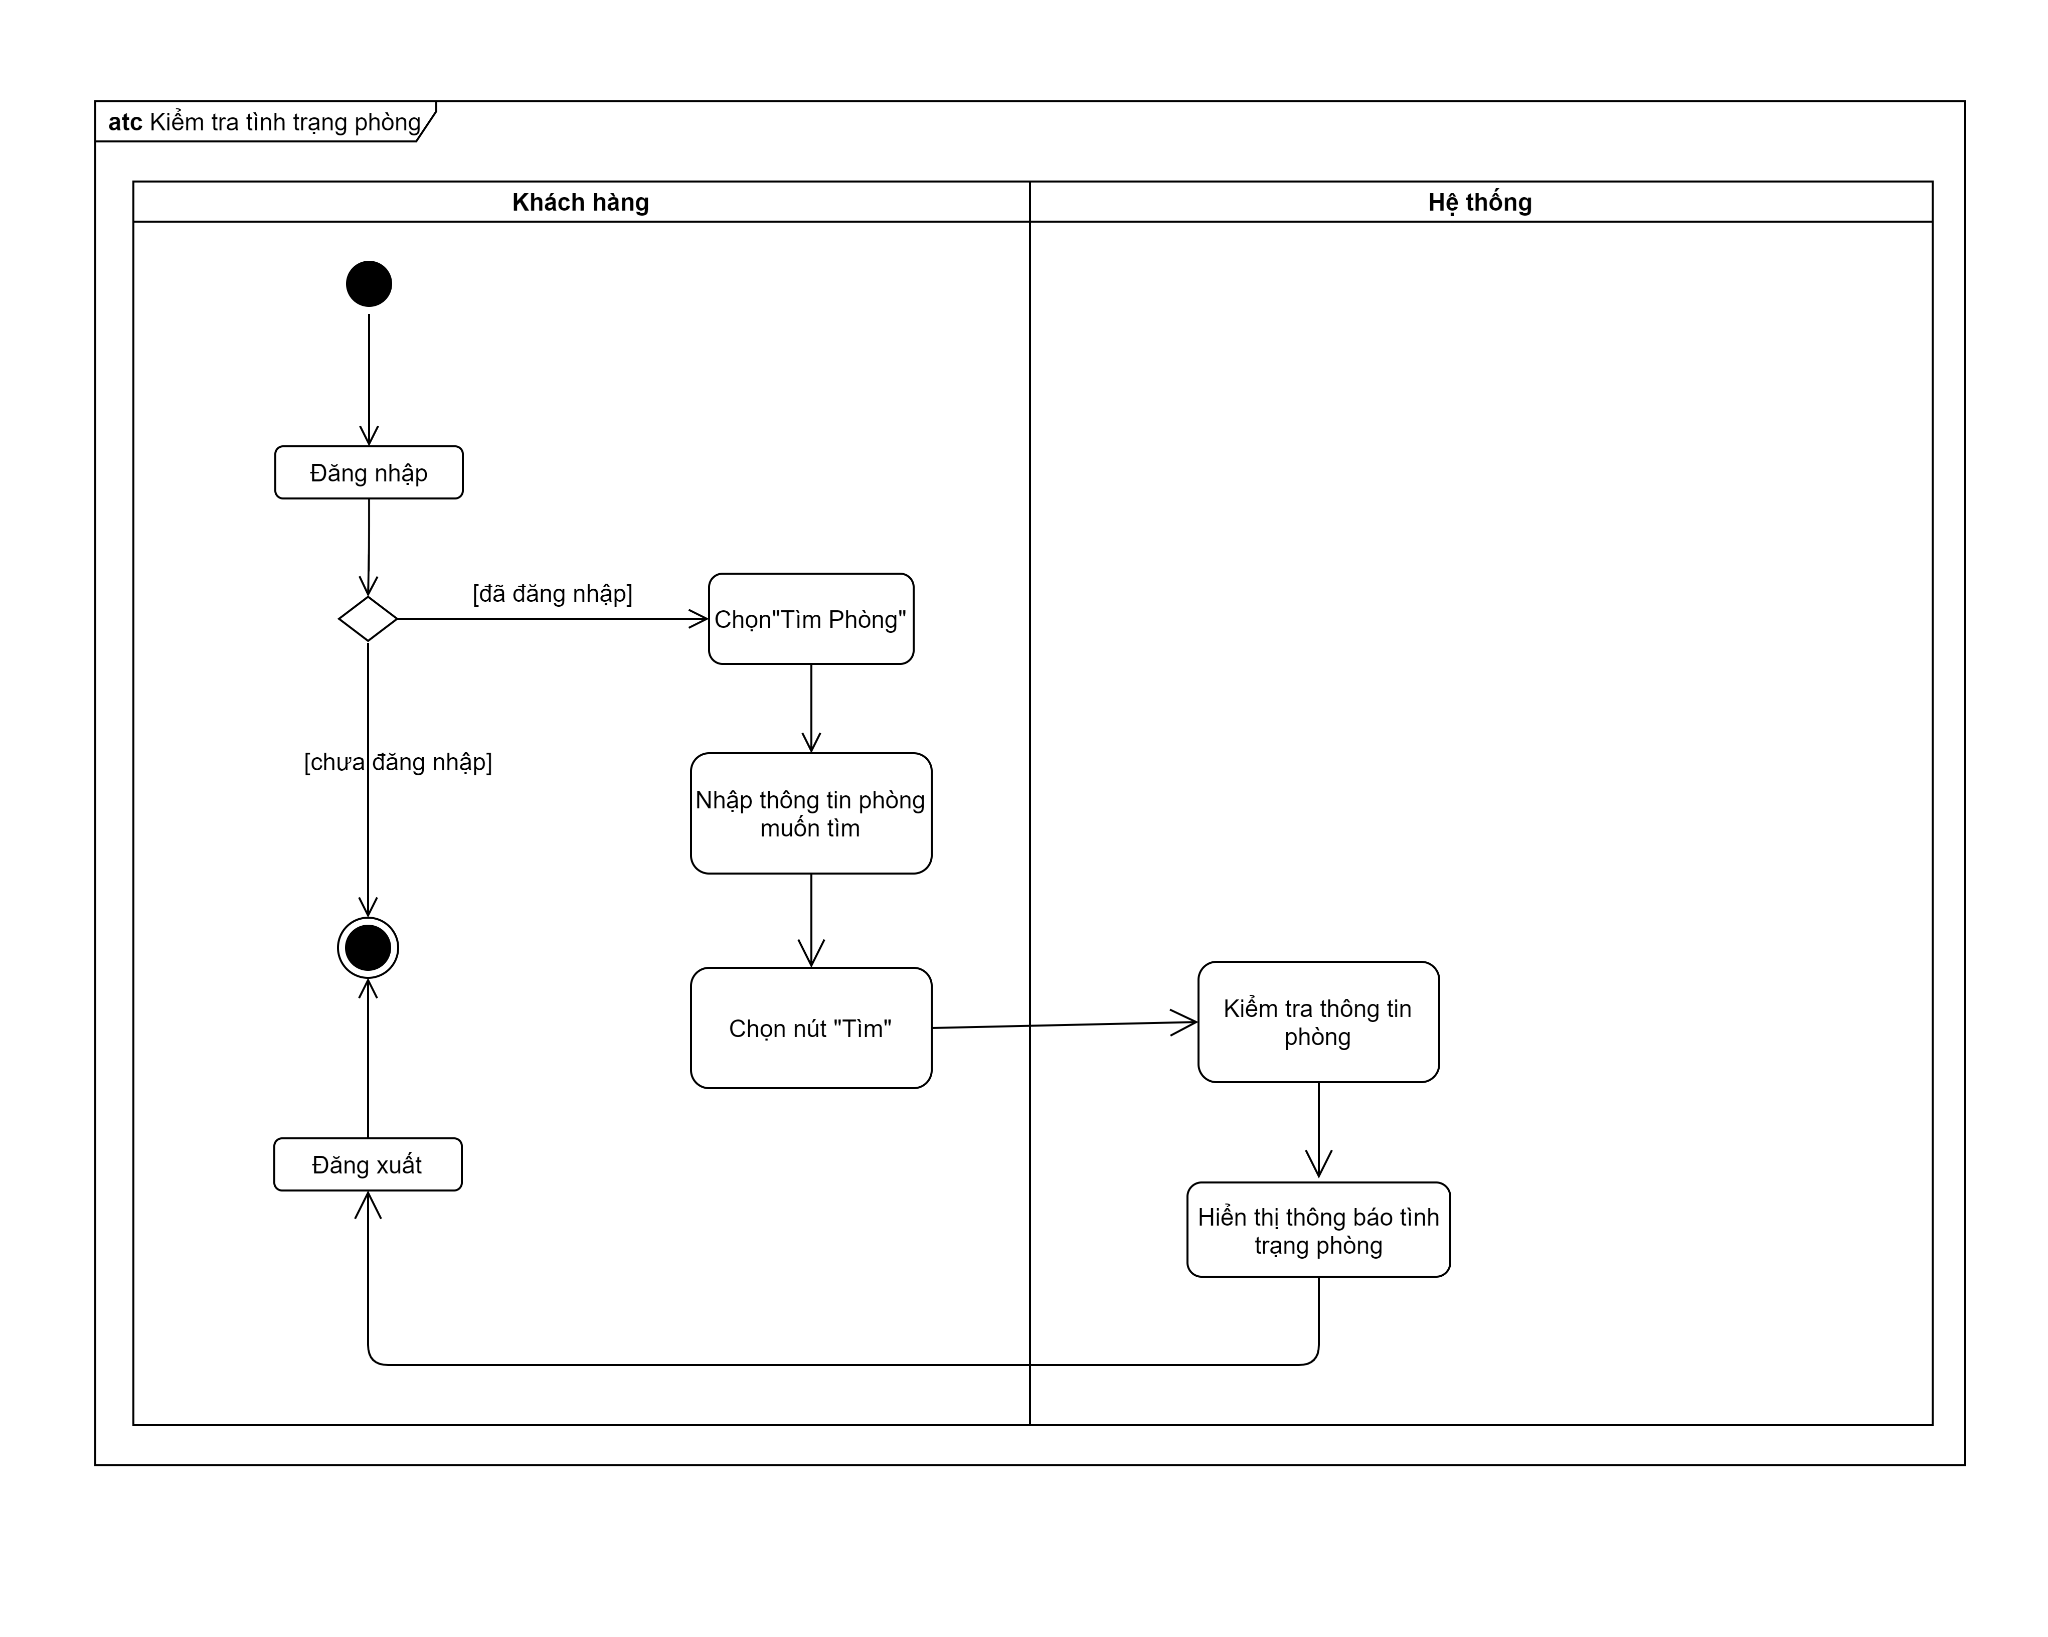 atc Kiểm tra tình trạng phòng
Khách hàng
Hệ thống
Đăng nhập
[đã đăng nhập]
Chọn"Tìm Phòng"
[chưa đăng nhập]
Nhập thông tin phòng
muốn tìm
Chọn nút "Tìm"
Kiểm tra thông tin
phòng
Đăng xuất
Hiển thị thông báo tình
trạng phòng